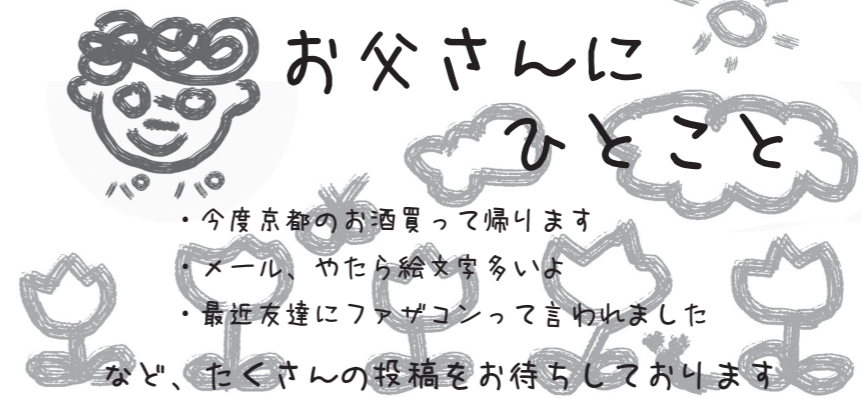 お父さんに
ひとこと
パパ
・今度京都のお酒買って帰ります
・メール、やたら絵文字多いよ
・最近友達にファザコンって言われました
など、たくさんの投稿をお待ちしております